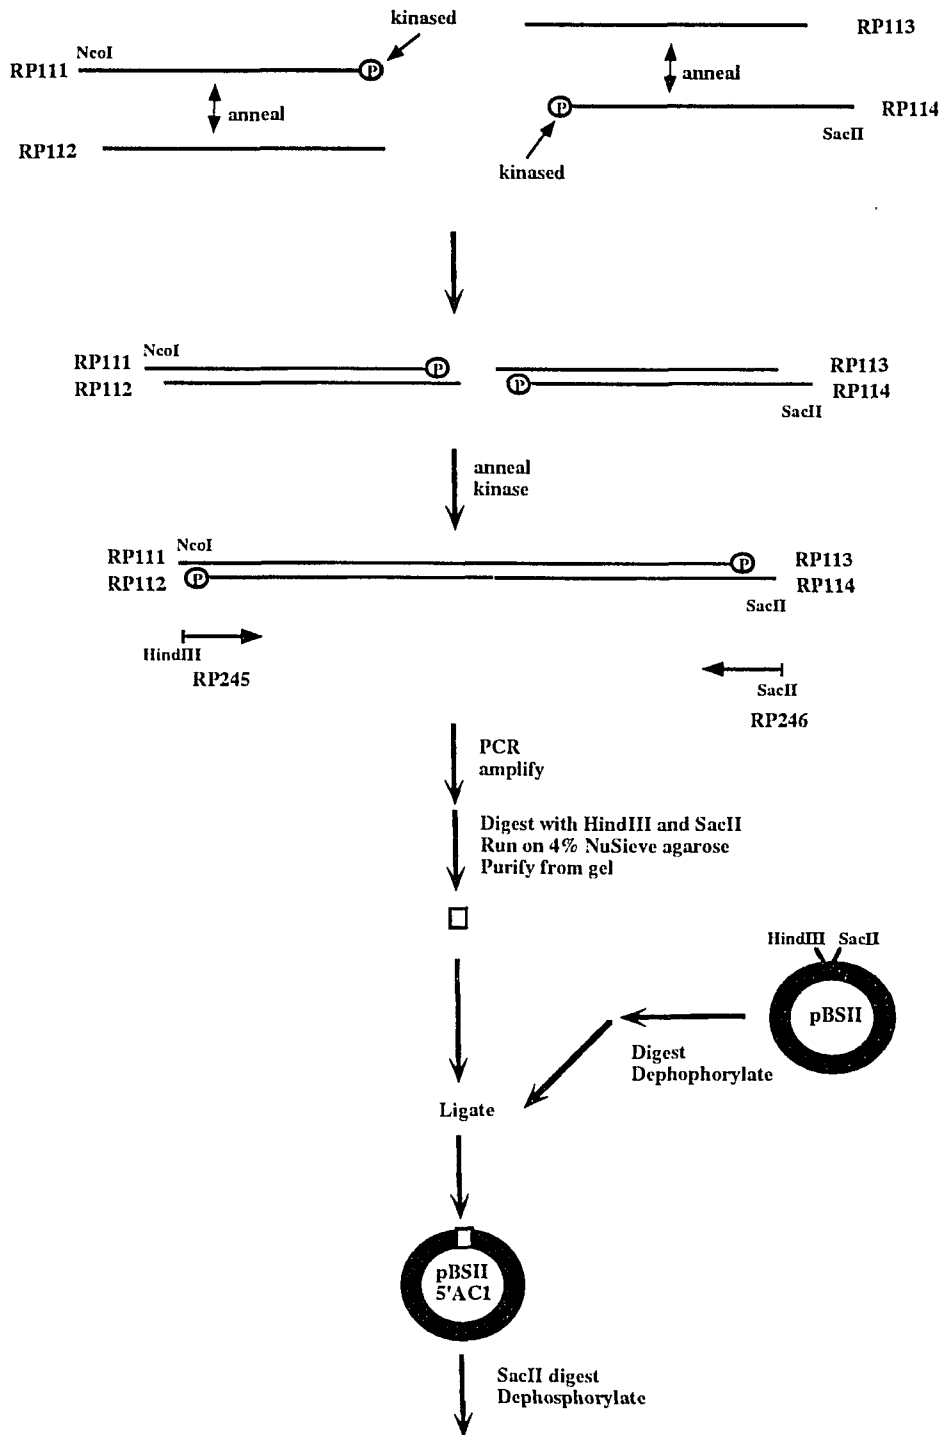 kinased
RP113
NcoI
RP111
P
anneal
anneal
P
RP114
SacII
RP112
kinased
NcoI
RP111
P
RP113
RP112
P
RP114
SacII
anneal
kinase
NcoI
RP111
P
RP113
RP112
P
RP114
SacII
HindIII
RP245
SacII
RP246
PCR
amplify
Digest with HindIII and SacII
Run on 4% NuSieve agarose
Purify from gel
HindIII SacII
pBSII
Digest
Dephophorylate
Ligate
pBSII
5'AC1
SacII digest
Dephosphorylate